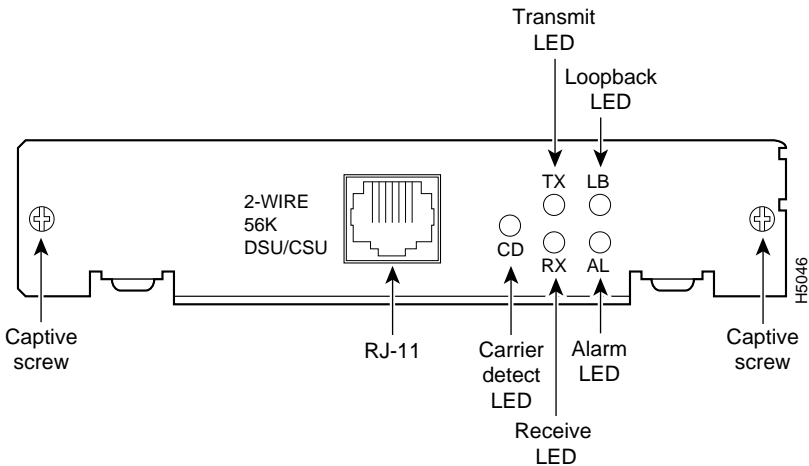 Transmit
LED
Loopback
LED
TX LB
2-WIRE
56K
DSU/CSU
CD
RX AL
H5046
Captive
screw
RJ-11
Carrier
detect
LED
Alarm
LED
Captive
screw
Receive
LED